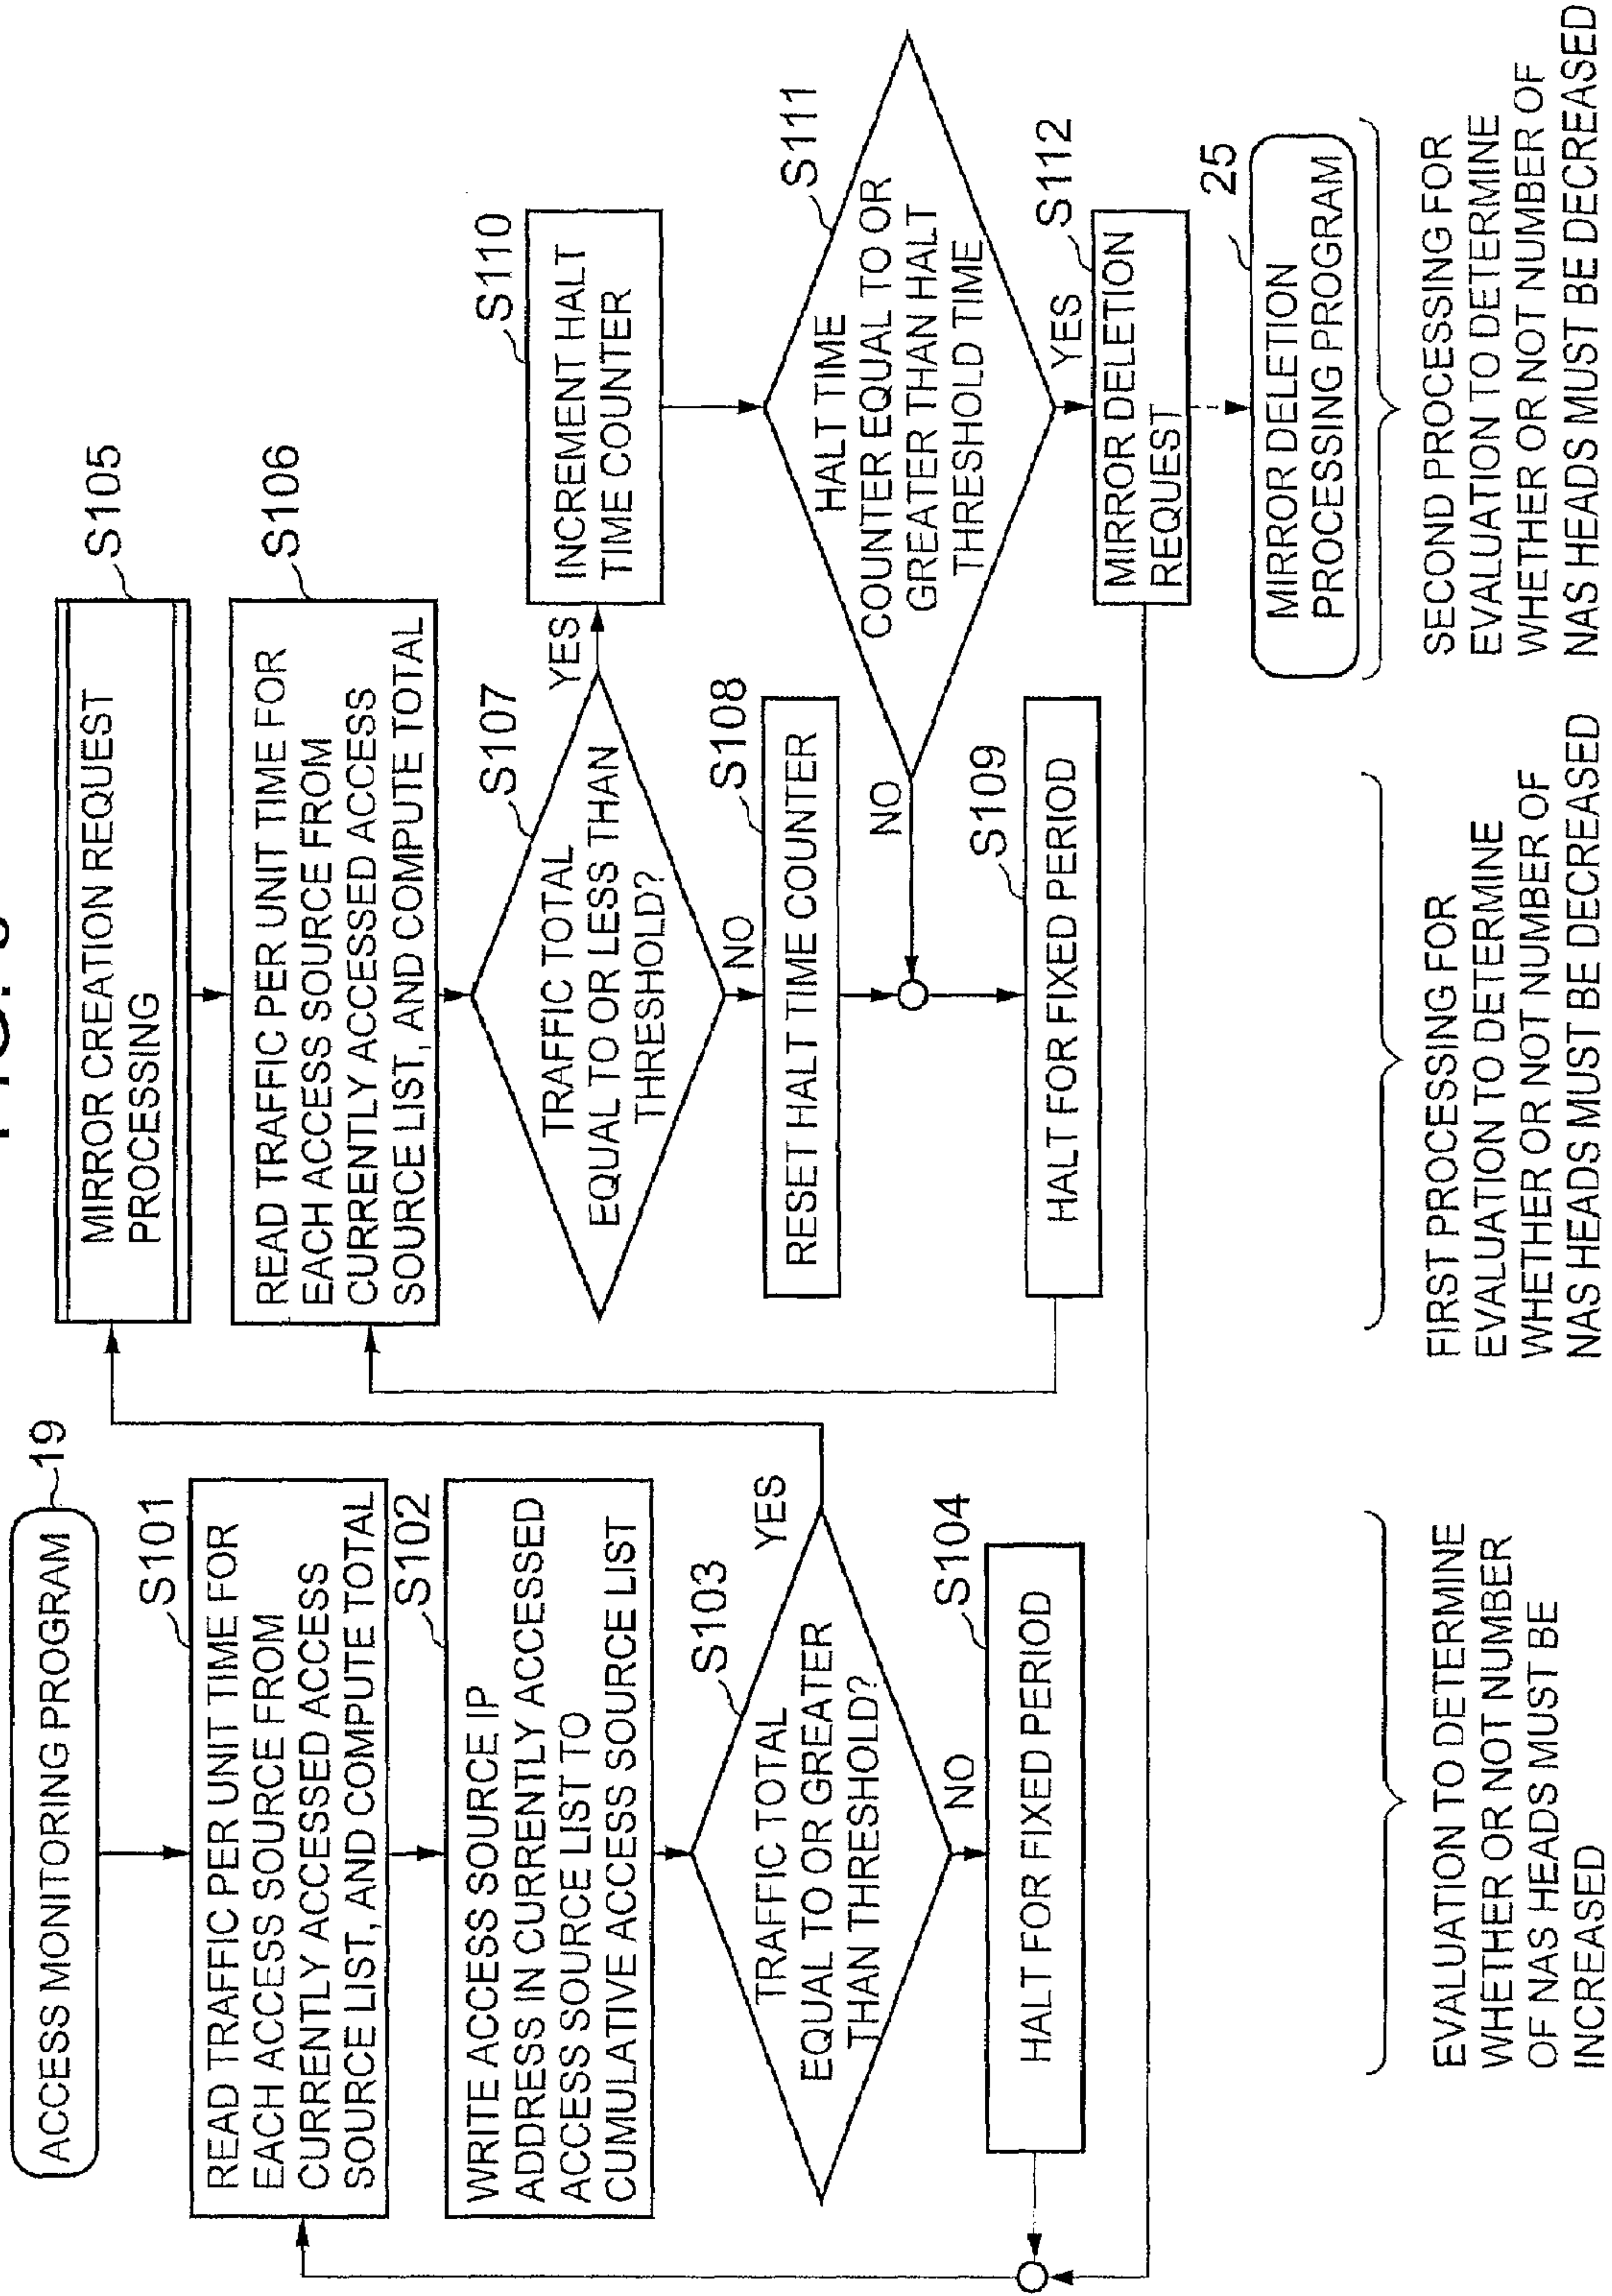 ACCESS MONITORING PROGRAM
19
S101
READ TRAFFIC PER UNIT TIME FOR
EACH ACCESS SOURCE FROM
CURRENTLY ACCESSED ACCESS
SOURCE LIST, AND COMPUTE TOTAL
S102
WRITE ACCESS SOURCE IP
ADDRESS IN CURRENTLY ACCESSED
ACCESS SOURCE LIST TO
CUMULATIVE ACCESS SOURCE LIST
S103
TRAFFIC TOTAL
EQUAL TO OR GREATER
THAN THRESHOLD?
YES
NO
S104
HALT FOR FIXED PERIOD
EVALUATION TO DETERMINE
WHETHER OR NOT NUMBER
OF NAS HEADS MUST BE
INCREASED
S105
MIRROR CREATION REQUEST
PROCESSING
S106
READ TRAFFIC PER UNIT TIME FOR
EACH ACCESS SOURCE FROM
CURRENTLY ACCESSED ACCESS
SOURCE LIST, AND COMPUTE TOTAL
S107
TRAFFIC TOTAL
EQUAL TO OR LESS THAN
THRESHOLD?
YES
NO
S108
RESET HALT TIME COUNTER
NO
S109
HALT FOR FIXED PERIOD
FIRST PROCESSING FOR
EVALUATION TO DETERMINE
WHETHER OR NOT NUMBER OF
NAS HEADS MUST BE DECREASED
S110
INCREMENT HALT
TIME COUNTER
S111
HALT TIME
COUNTER EQUAL TO OR
GREATER THAN HALT
THRESHOLD TIME
YES
S112
MIRROR DELETION
REQUEST
25
MIRROR DELETION
PROCESSING PROGRAM
SECOND PROCESSING FOR
EVALUATION TO DETERMINE
WHETHER OR NOT NUMBER OF
NAS HEADS MUST BE DECREASED